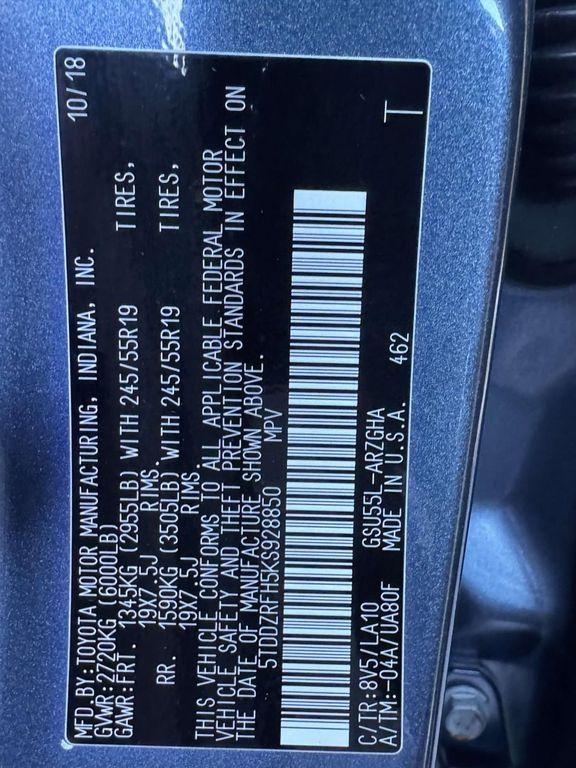 MFD.BY:TOYOTA MOTOR MANUFACTURING, INDIANA, INC. 10/18
GVWR:2720KG (6000LB)
GAWR:FRT. 1345KG (2955LB) WITH 245/55R19 TIRES,
19X7.5J RIMS.
RR. 1590KG (3505LB) WITH 245/55R19 TIRES,
19X7.5J RIMS
THIS VEHICLE CONFORMS TO ALL APPLICABLE FEDERAL MOTOR
VEHICLE SAFETY AND THEFT PREVENTION STANDARDS IN EFFECT ON
THE DATE OF MANUFACTURE SHOWN ABOVE.
5TDDZRFH5KS928850 MPV
C/TR:8V5/LA10 GSU55L-ARZGHA
A/TM:-04A/UA80F MADE IN U.S.A. 462 T